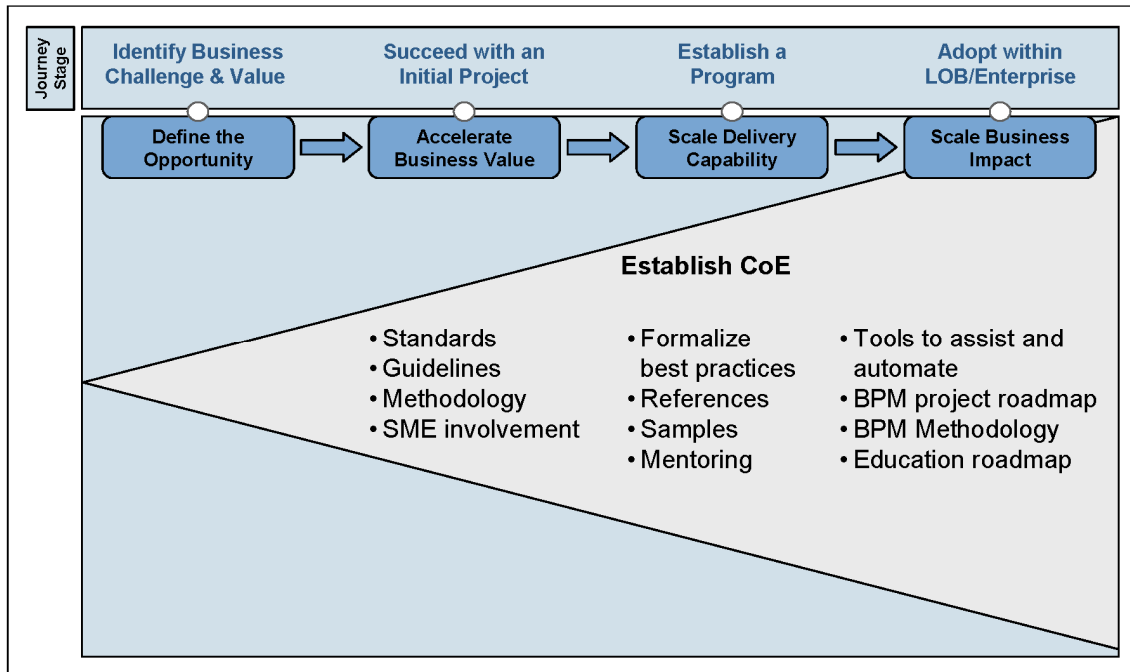 Journey
Stage
Identify Business
Challenge & Value
Succeed with an
Initial Project
Establish a
Program
Adopt within
LOB/Enterprise
Define the
Opportunity
Accelerate
Business Value
Scale Delivery
Capability
Scale Business
Impact
Establish CoE
• Standards
• Guidelines
• Methodology
• SME involvement
• Formalize
best practices
• References
• Samples
• Mentoring
• Tools to assist and
automate
• BPM project roadmap
• BPM Methodology
• Education roadmap